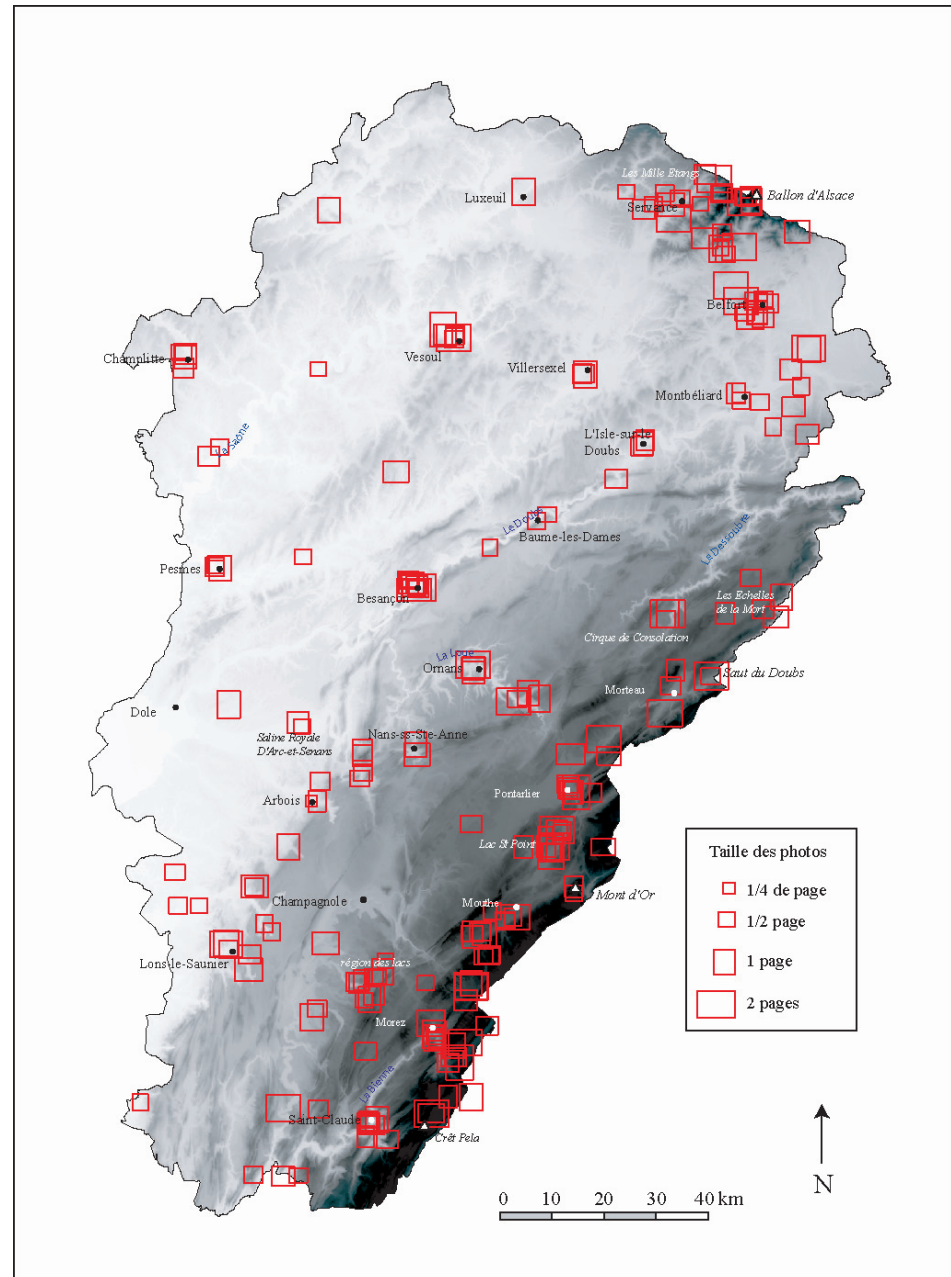 Les Mille Etangs
Luxeuil
Servance
Ballon d'Alsace
Belfort
Champlitte
Vesoul
Villersexel
Montbéliard
La Saône
L'Isle-sur-le
Doubs
Le Doubs
Baume-les-Dames
Le Dessoubre
Pesmes
Besançon
Les Echelles
de la Mort
Cirque de Consolation
La Loue
Ornans
Saut du Doubs
Morteau
Dole
Saline Royale
D'Arc-et-Senans
Nans-ss-Ste-Anne
Pontarlier
Arbois
Lac St Point
Taille des photos
1/4 de page
1/2 page
1 page
2 pages
Mont d'Or
Champagnole
Mouthe
Lons-le-Saunier
région des lacs
Morez
La Bienne
Saint-Claude
Crêt Pela
N
0 10 20 30 40 km